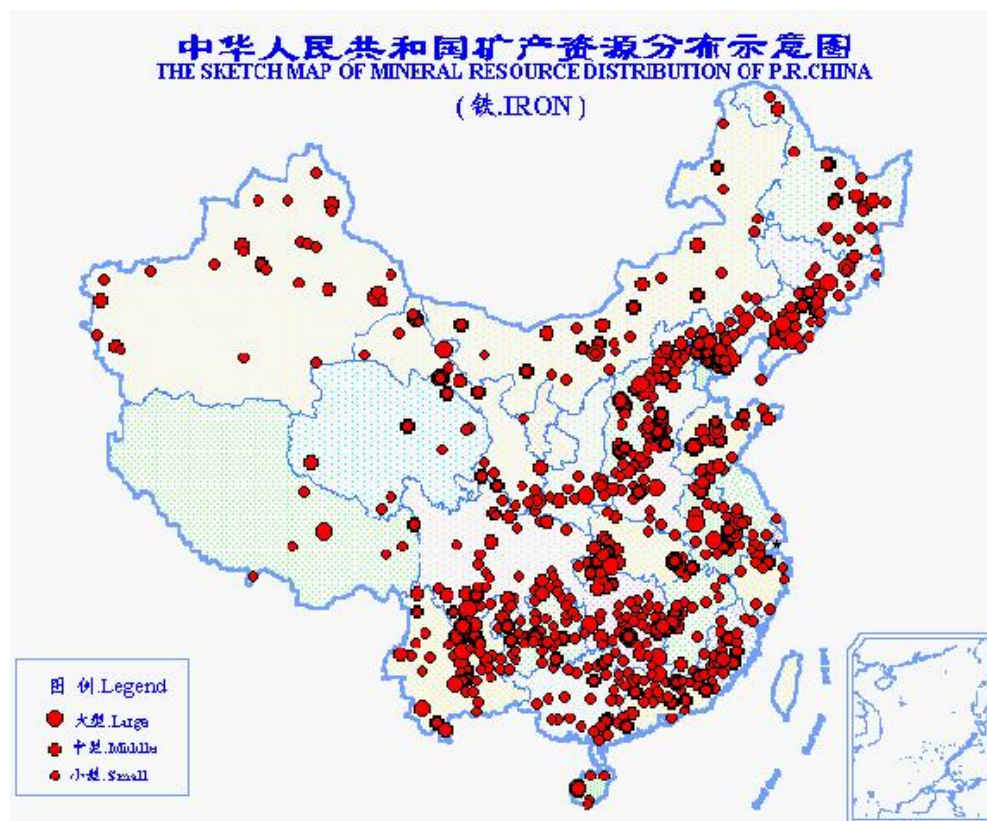 中华人民共和国矿产资源分布示意图
THE SKETCH MAP OF MINERAL RESOURCE DISTRIBUTION OF P.R.CHINA
(铁.IRON)
图 例.Legend
大型.Large
中型.Middle
小型.Small